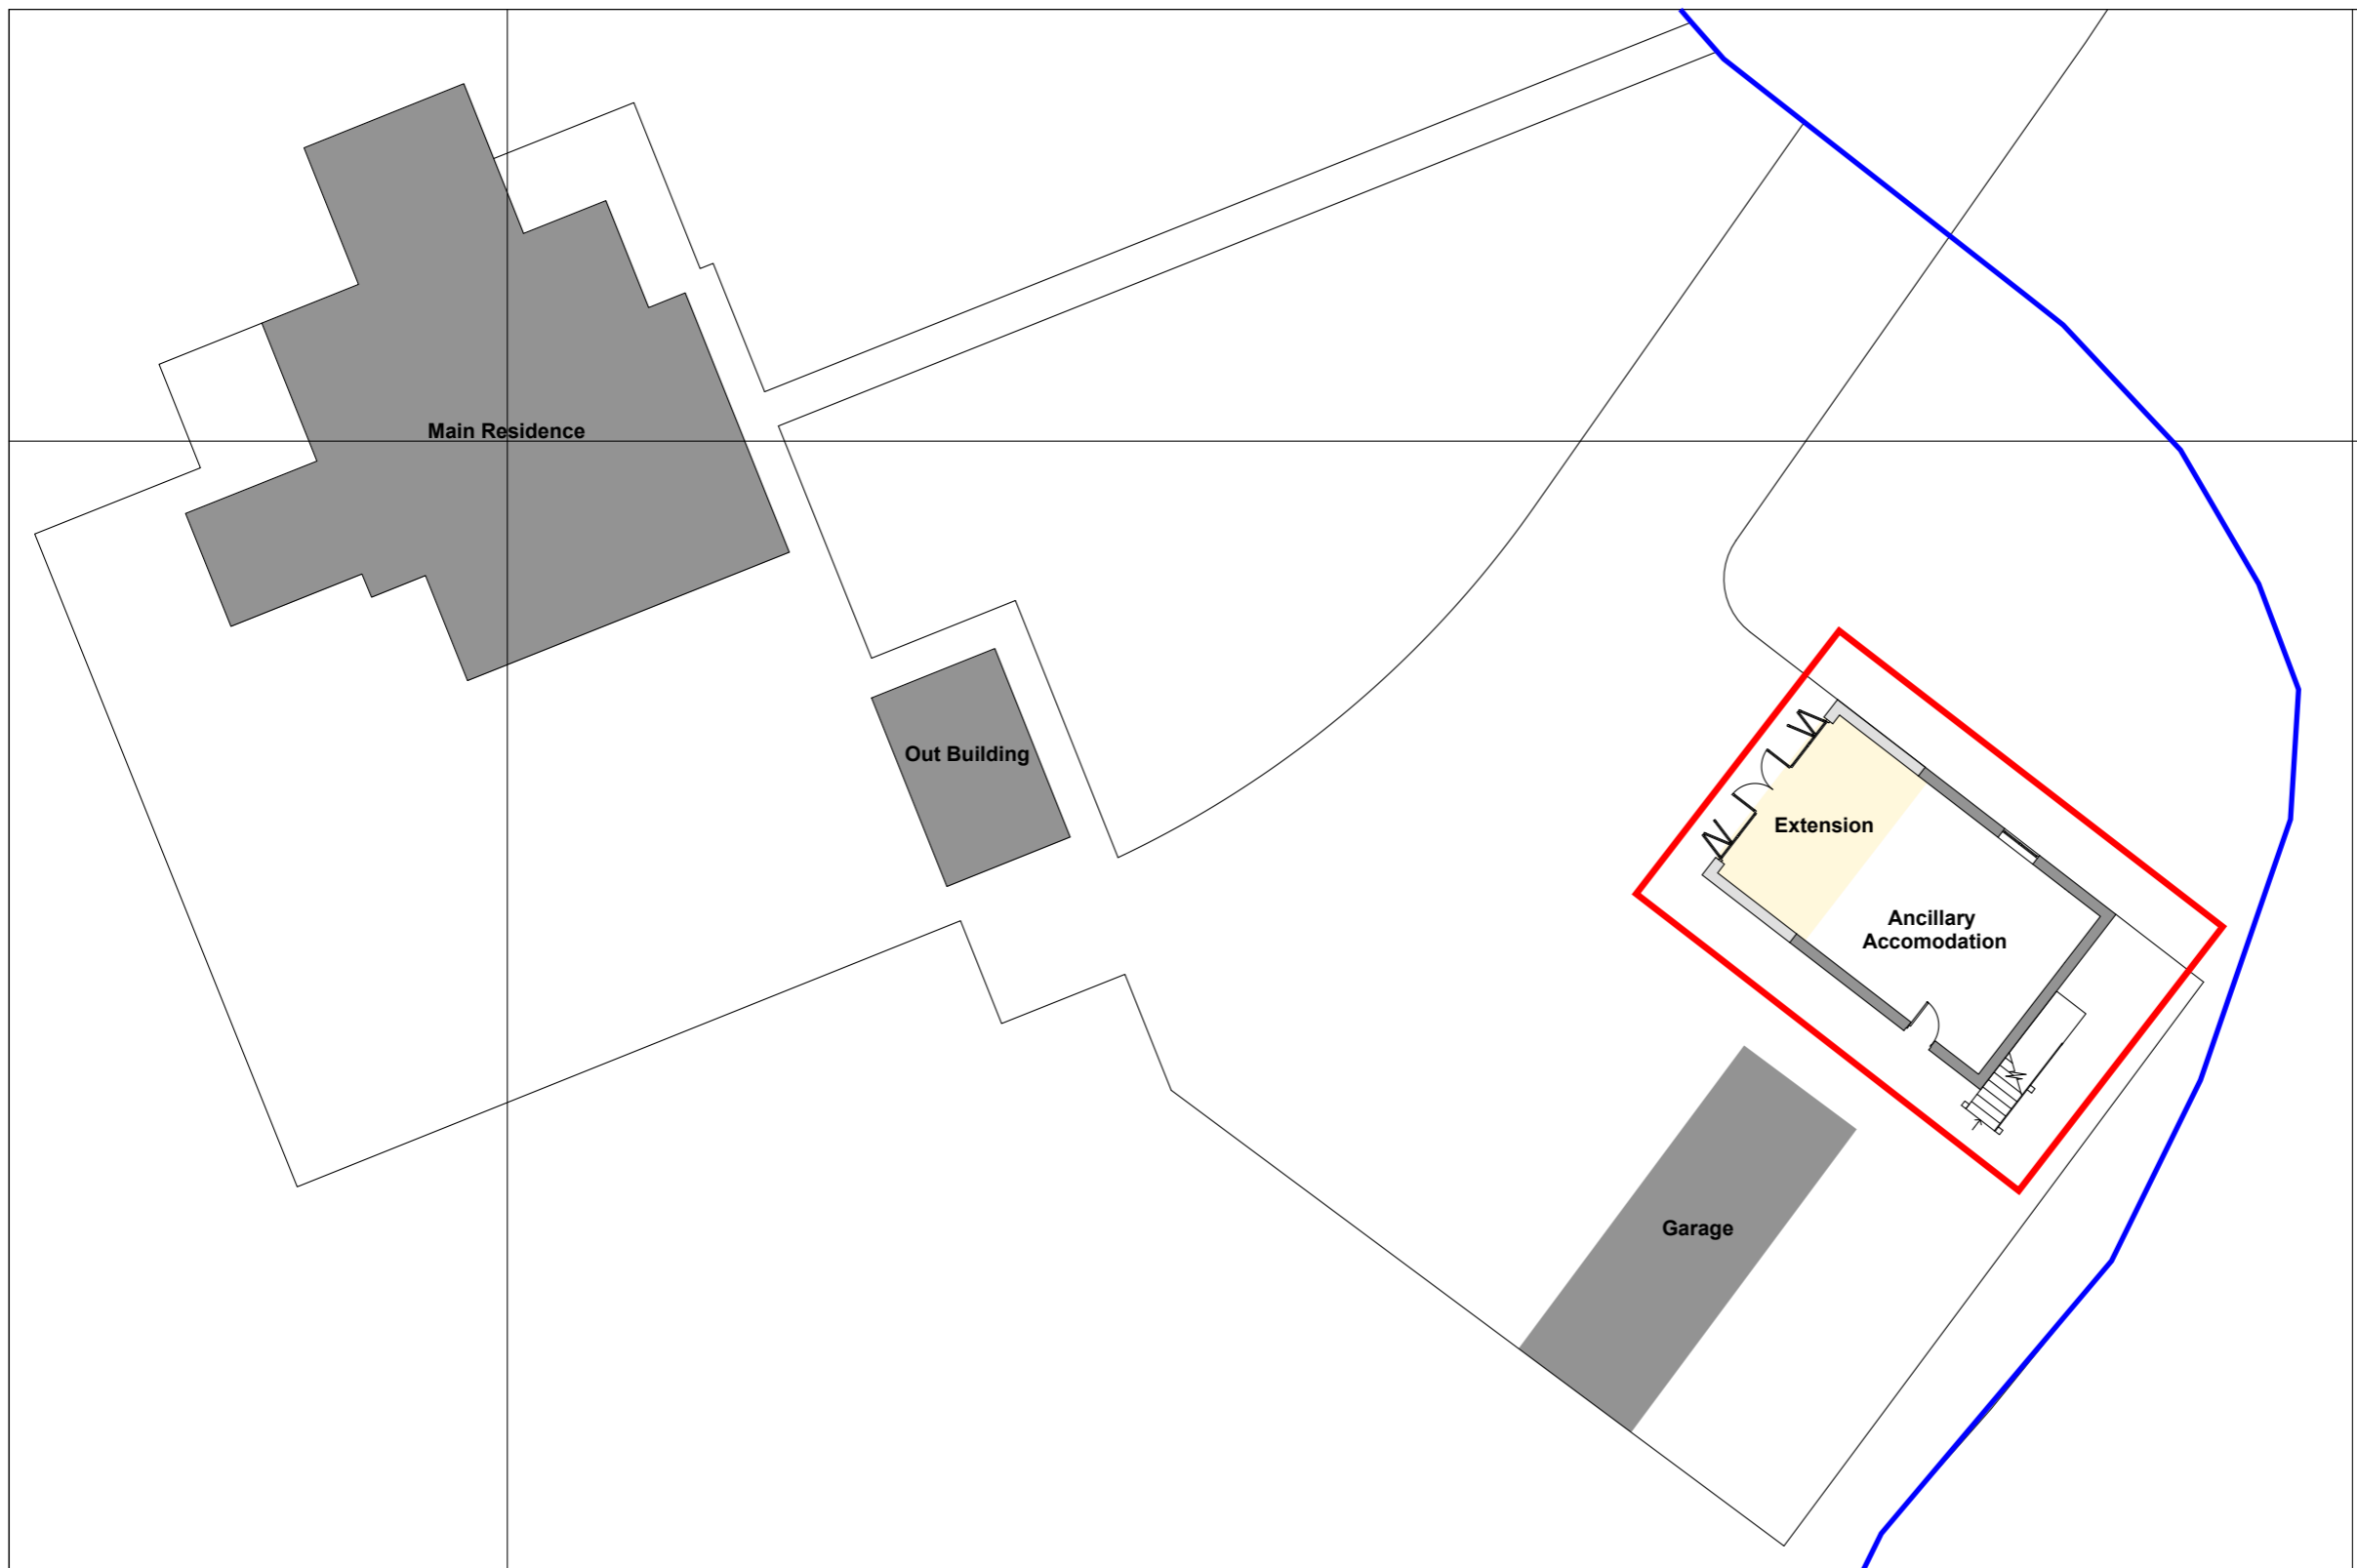 Main Residence
Out Building
Extension
Ancillary
Accomodation
Garage